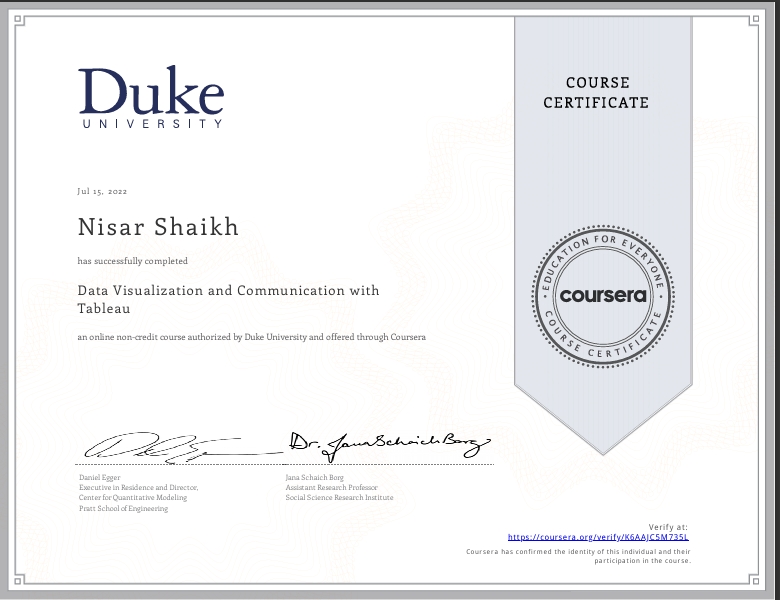 Duke
UNIVERSITY
COURSE
CERTIFICATE
Jul 15, 2022
Nisar Shaikh
has successfully completed
Data Visualization and Communication with
Tableau
an online non-credit course authorized by Duke University and offered through Coursera
EDUCATION FOR EVERYONE
coursera
COURSE CERTIFICATE
Dr. Jana Schaich Borg
Daniel Egger
Executive in Residence and Director,
Center for Quantitative Modeling
Pratt School of Engineering
Jana Schaich Borg
Assistant Research Professor
Social Science Research Institute
Verify at:
https://coursera.org/verify/K6AAJC5M735L
Coursera has confirmed the identity of this individual and their
participation in the course.